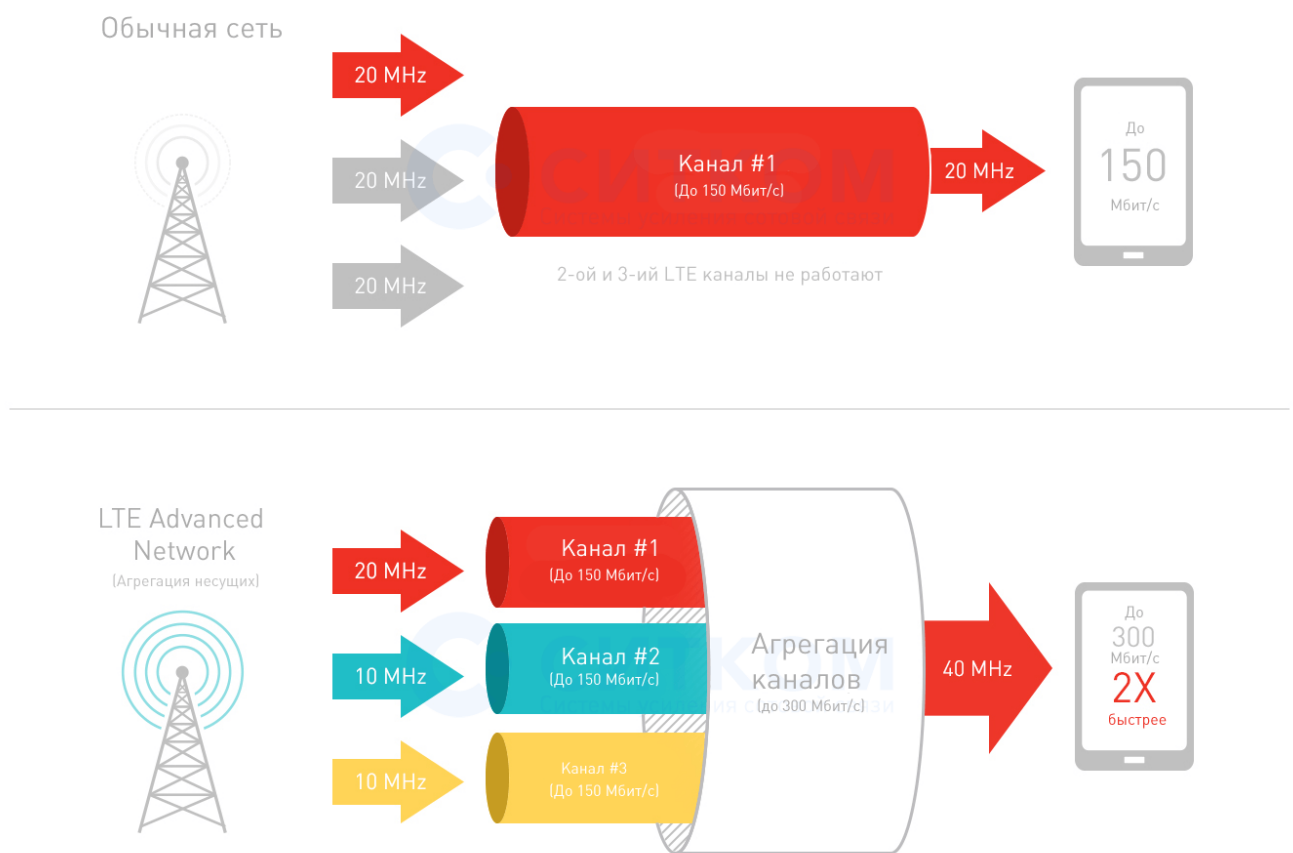 Обычная сеть
20 MHz
20 MHz
20 MHz
Канал #1
(До 150 Мбит/с)
20 MHz
До
150
Мбит/с
2-ой и 3-ий LTE каналы не работают
СИТКОМ
LTE Advanced
Network
(Агрегация несущих)
20 MHz
10 MHz
10 MHz
Канал #1
(До 150 Мбит/с)
Канал #2
(До 150 Мбит/с)
Канал #3
(До 150 Мбит/с)
Агрегация
каналов
(до 300 Мбит/с)
40 MHz
До
300
Мбит/с
2X
быстрее
СИТКОМ